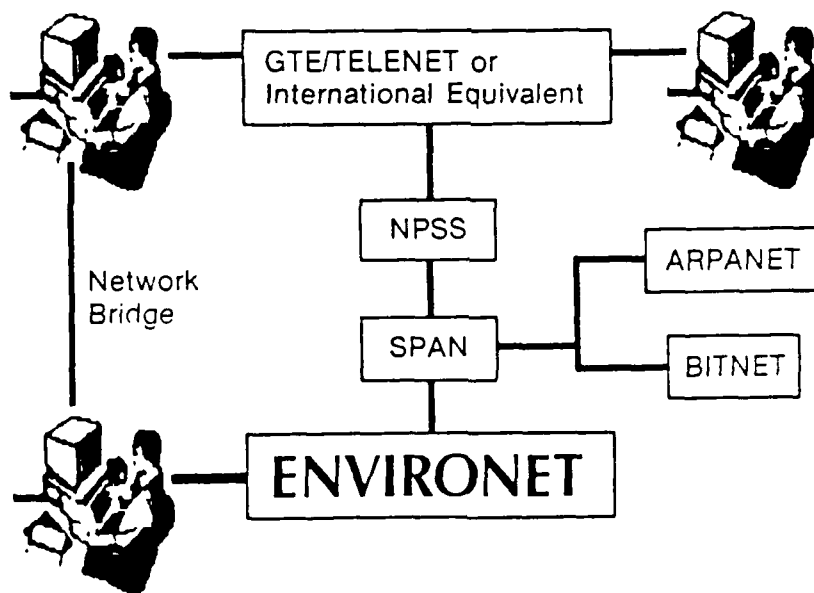 GTE/TELENET or
International Equivalent
NPSS
ARPANET
Network
Bridge
SPAN
BITNET
ENVIRONET